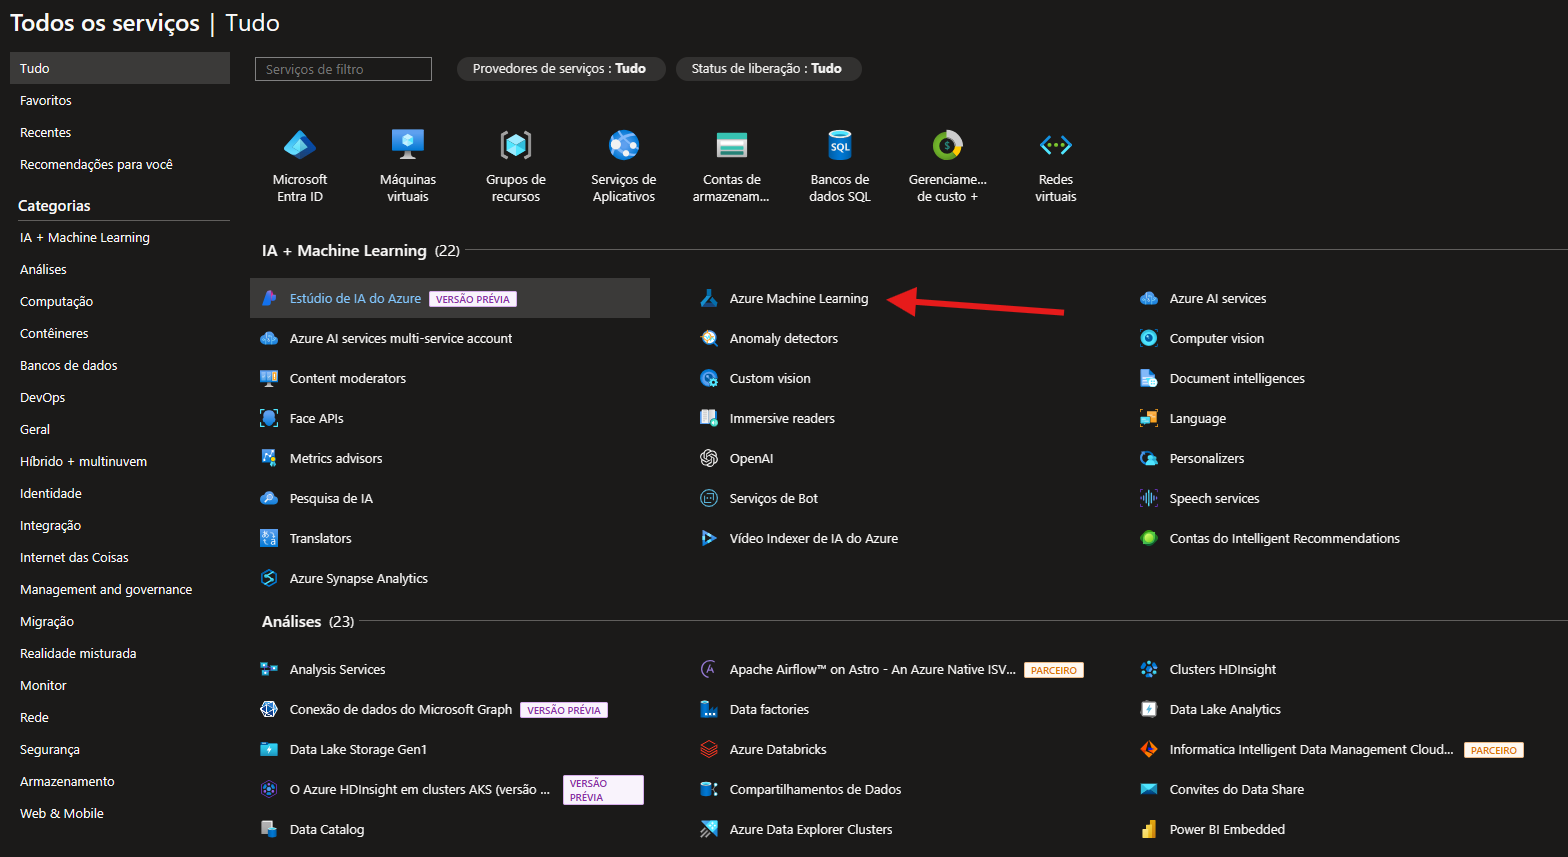 Todos os serviços | Tudo
Tudo
Favoritos
Recentes
Recomendações para você
Categorias
IA + Machine Learning
Análises
Computação
Contêineres
Bancos de dados
DevOps
Geral
Híbrido + multinuvem
Identidade
Integração
Internet das Coisas
Management and governance
Migração
Realidade misturada
Monitor
Rede
Segurança
Armazenamento
Web & Mobile
Serviços de filtro
Provedores de serviços : Tudo
Status de liberação : Tudo
Microsoft
Entra ID
Máquinas
virtuais
Grupos de
recursos
Serviços de
Aplicativos
Contas de
armazenam...
SQL
Bancos de
dados SQL
Gerenciame...
de custo +
Redes
virtuais
IA + Machine Learning (22)
Estúdio de IA do Azure VERSÃO PRÉVIA
Azure Machine Learning
Azure AI services
Azure AI services multi-service account
Anomaly detectors
Computer vision
Content moderators
Custom vision
Document intelligences
Face APIs
Immersive readers
Language
Metrics advisors
OpenAI
Personalizers
Pesquisa de IA
Serviços de Bot
Speech services
Translators
Vídeo Indexer de IA do Azure
Contas do Intelligent Recommendations
Azure Synapse Analytics
Análises (23)
Analysis Services
Apache Airflow™ on Astro - An Azure Native ISV... PARCEIRO
Clusters HDInsight
Conexão de dados do Microsoft Graph VERSÃO PRÉVIA
Data factories
Data Lake Analytics
Data Lake Storage Gen1
Azure Databricks
Informatica Intelligent Data Management Cloud... PARCEIRO
O Azure HDInsight em clusters AKS (versão ... VERSÃO
PRÉVIA
Compartilhamentos de Dados
Convites do Data Share
Data Catalog
Azure Data Explorer Clusters
Power BI Embedded